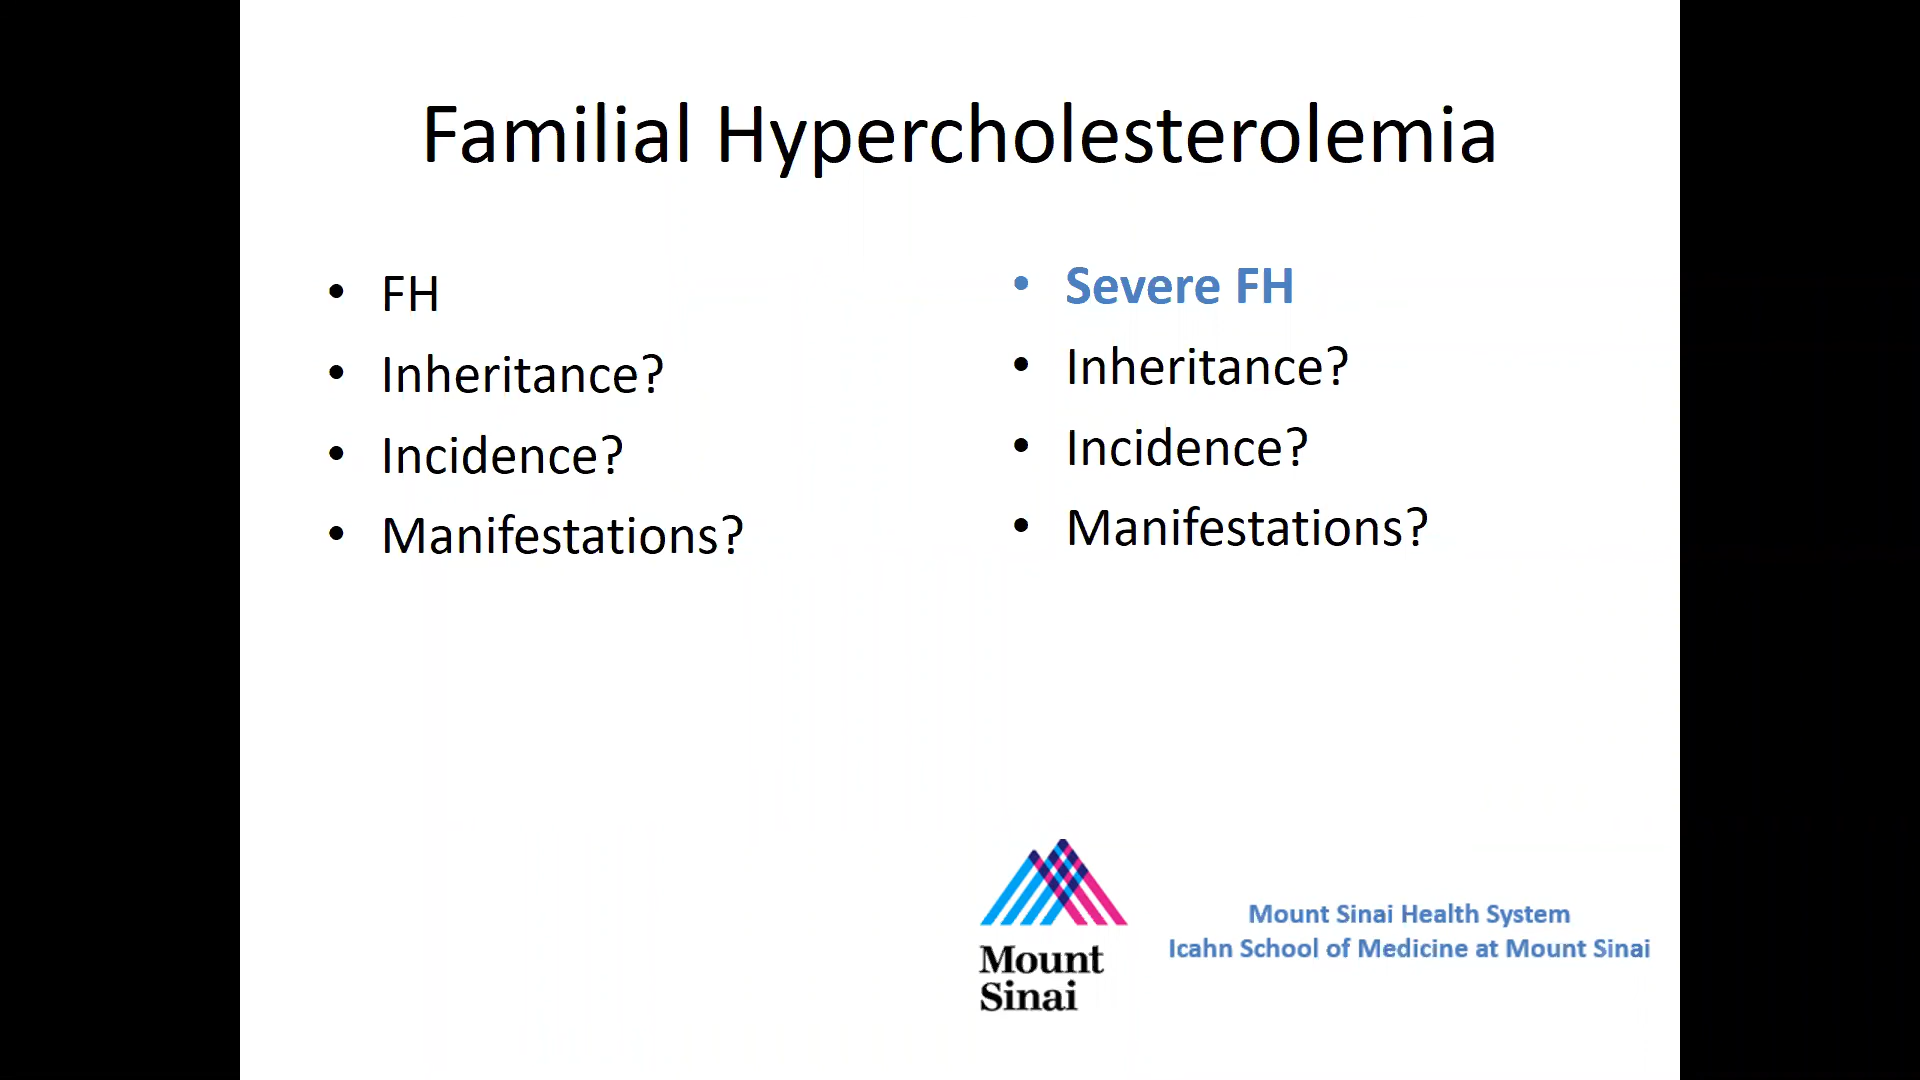 Familial Hypercholesterolemia
• FH
• Inheritance?
• Incidence?
• Manifestations?
• Severe FH
• Inheritance?
• Incidence?
• Manifestations?
Mount
Sinai
Mount Sinai Health System
Icahn School of Medicine at Mount Sinai